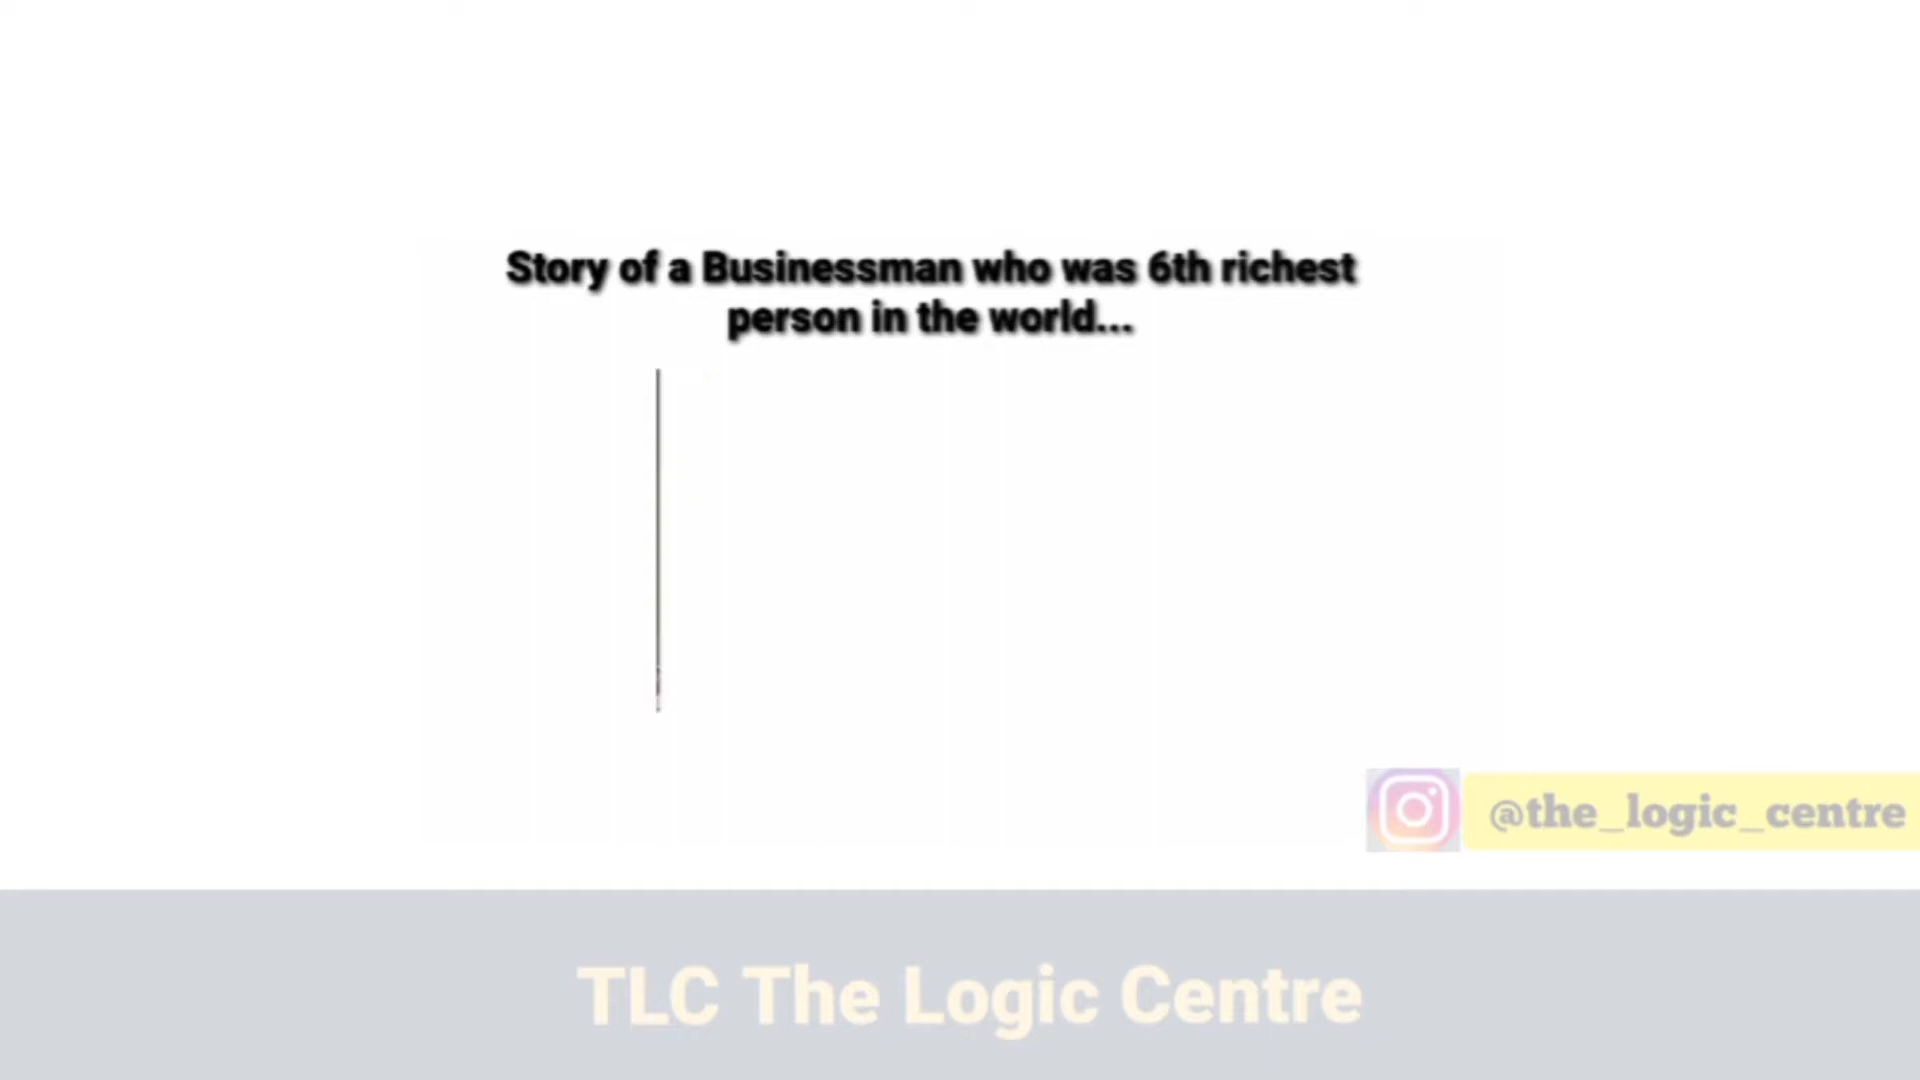 Story of a Businessman who was 6th richest
person in the world...
@the_logic_centre
TLC The Logic Centre